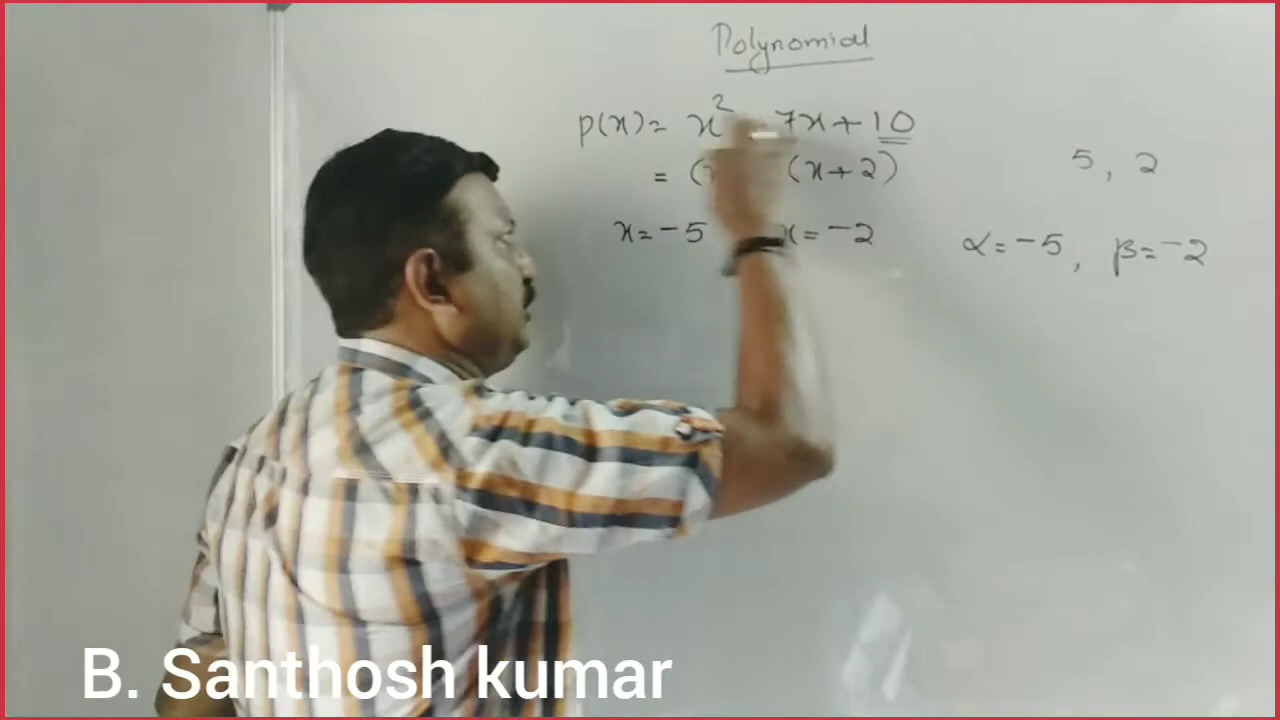 Polynomial
p(x) = x² 7x + 10
= ( (x + 2)
5, 2
x = -5 x = -2
α = -5, β = -2
B. Santhosh kumar